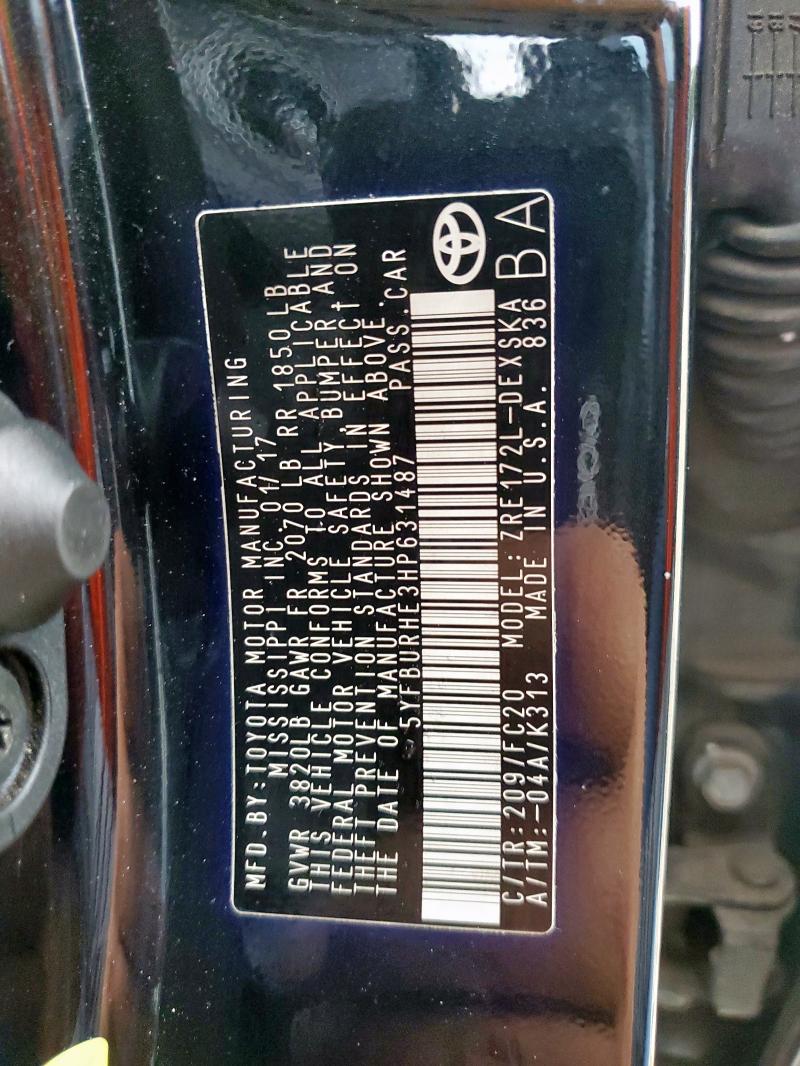 MFD.BY:TOYOTA MOTOR MANUFACTURING
MISSISSIPPI INC.01/17
GVWR 3820LB GAWR FR 2070 LB RR 1850 LB
THIS VEHICLE CONFORMS TO ALL APPLICABLE
FEDERAL MOTOR VEHICLE SAFETY,BUMPER,AND
THEFT PREVENTION STANDARDS IN EFFECT ON
THE DATE OF MANUFACTURE SHOWN ABOVE.
5YFBURHE3HP631487 PASS.CAR
C/TR:209/FC20 MODEL:ZRE172L-DEXSKA
A/TM:-04A/K313 MADE IN U.S.A. 836
BA